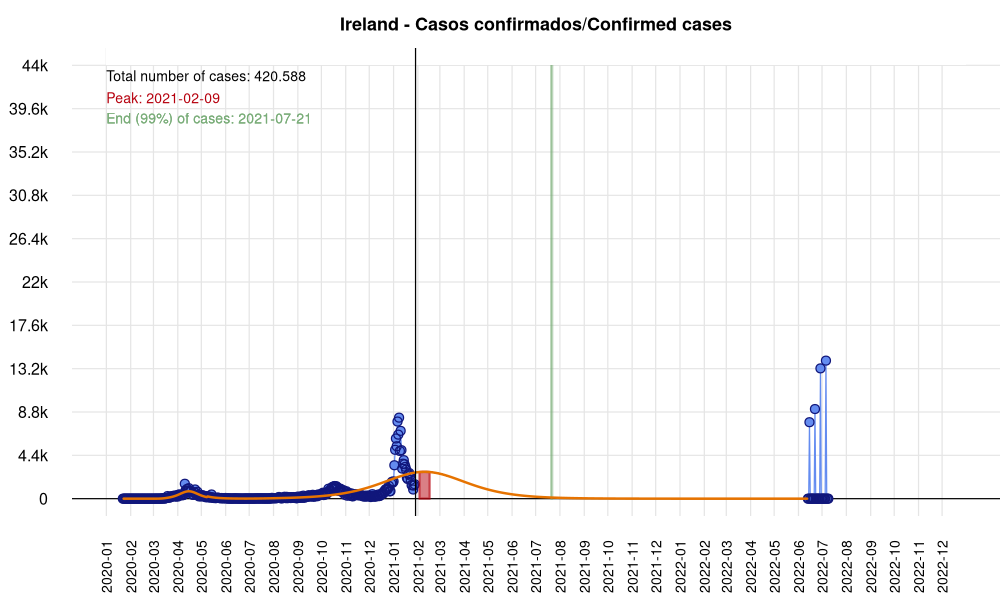 Ireland - Casos confirmados/Confirmed cases
Total number of cases: 420.588
Peak: 2021-02-09
End (99%) of cases: 2021-07-21
44k
39.6k
35.2k
30.8k
26.4k
22k
17.6k
13.2k
8.8k
4.4k
0
2020-01
2020-02
2020-03
2020-04
2020-05
2020-06
2020-07
2020-08
2020-09
2020-10
2020-11
2020-12
2021-01
2021-02
2021-03
2021-04
2021-05
2021-06
2021-07
2021-08
2021-09
2021-10
2021-11
2021-12
2022-01
2022-02
2022-03
2022-04
2022-05
2022-06
2022-07
2022-08
2022-09
2022-10
2022-11
2022-12